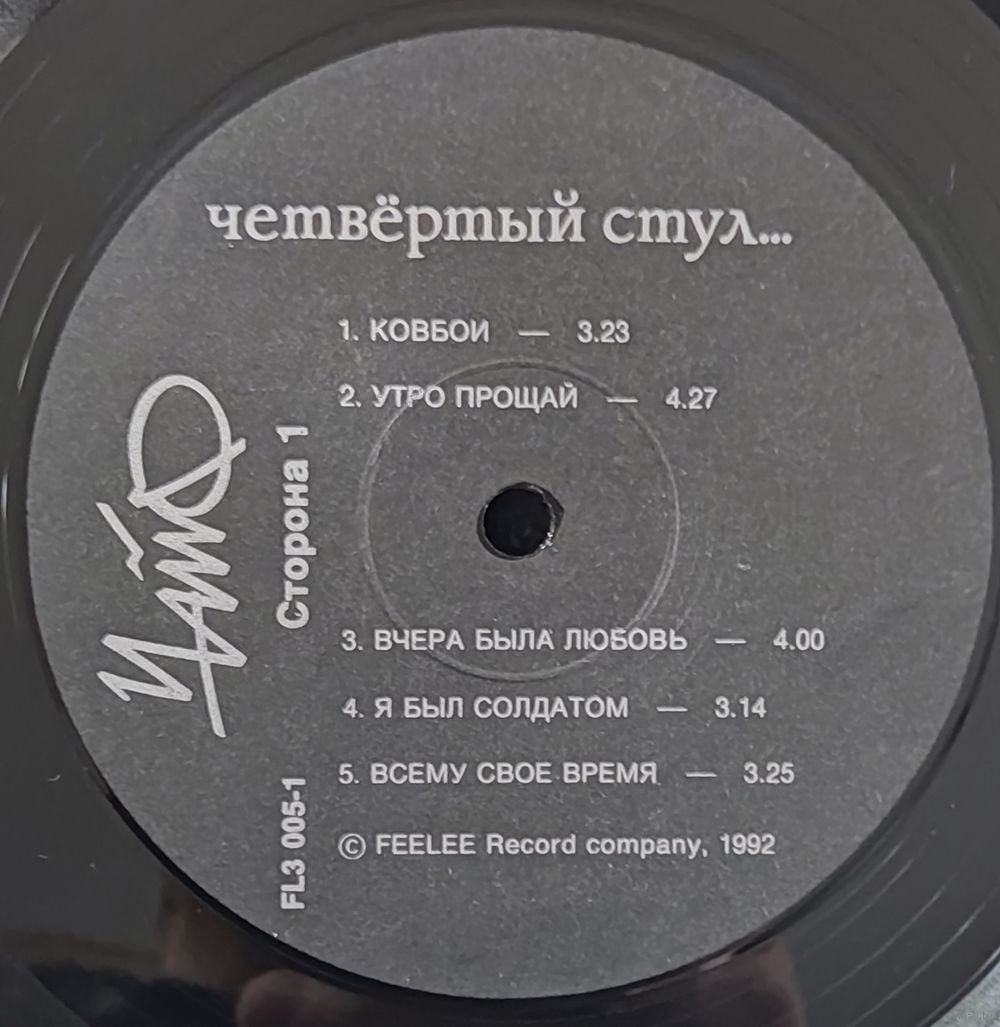 четвёртый стул...
1. КОВБОИ — 3.23
2. УТРО ПРОЩАЙ — 4.27
3. ВЧЕРА БЫЛА ЛЮБОВЬ — 4.00
4. Я БЫЛ СОЛДАТОМ — 3.14
5. ВСЕМУ СВОЕ ВРЕМЯ — 3.25
© FEELEE Record company, 1992
ЧАЙФ
Сторона 1
FL3 005-1